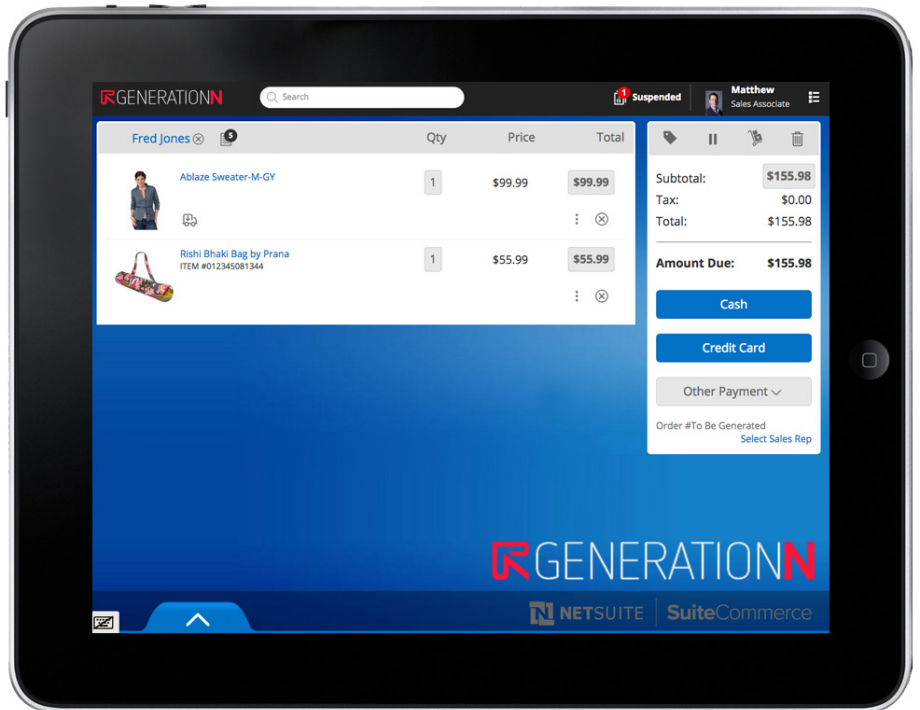 GENERATIONN
Search
1
Suspended
Matthew
Sales Associate
Fred Jones
5
Qty
Price
Total
Ablaze Sweater-M-GY
1
$99.99
$99.99
Rishi Bhaki Bag by Prana
ITEM #012345081344
1
$55.99
$55.99
Subtotal:
$155.98
Tax:
$0.00
Total:
$155.98
Amount Due:
$155.98
Cash
Credit Card
Other Payment
Order #To Be Generated
Select Sales Rep
GENERATIONN
N NETSUITE
SuiteCommerce